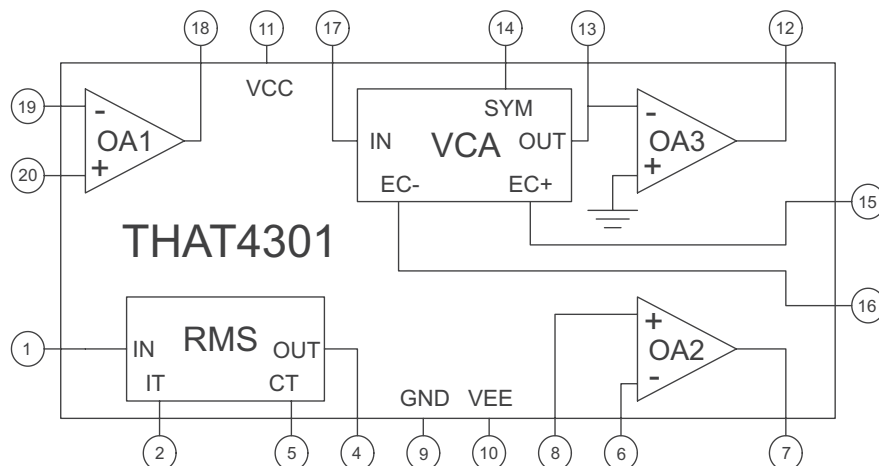 18 11 17 14 13 12
VCC
19 - OA1
20 +
SYM
IN VCA OUT
EC- EC+
- OA3
+
15
THAT4301
16
1 IN RMS OUT
IT CT
+ OA2
-
GND VEE
2 5 4 9 10 8 6 7